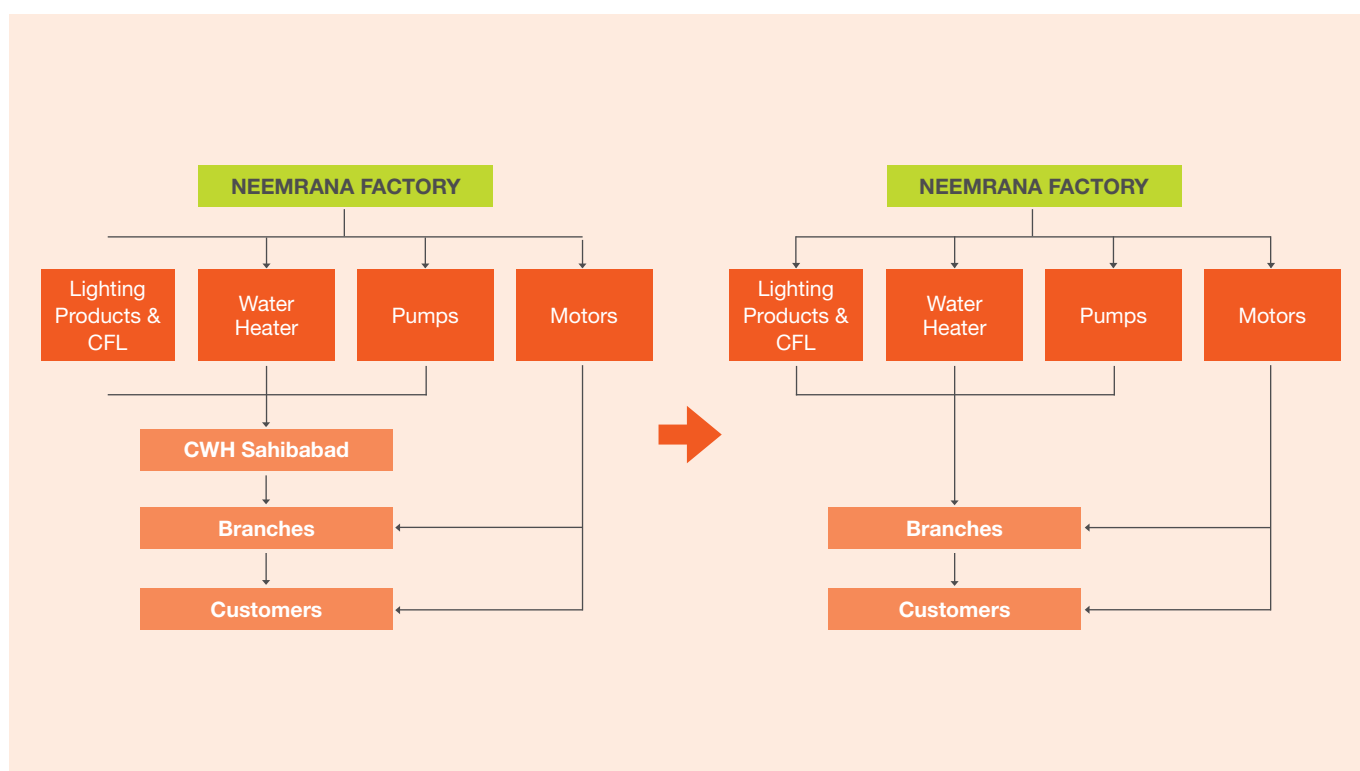 NEEMRANA FACTORY
Lighting
Products &
CFL
Water
Heater
Pumps
Motors
CWH Sahibabad
Branches
Customers
NEEMRANA FACTORY
Lighting
Products &
CFL
Water
Heater
Pumps
Motors
Branches
Customers